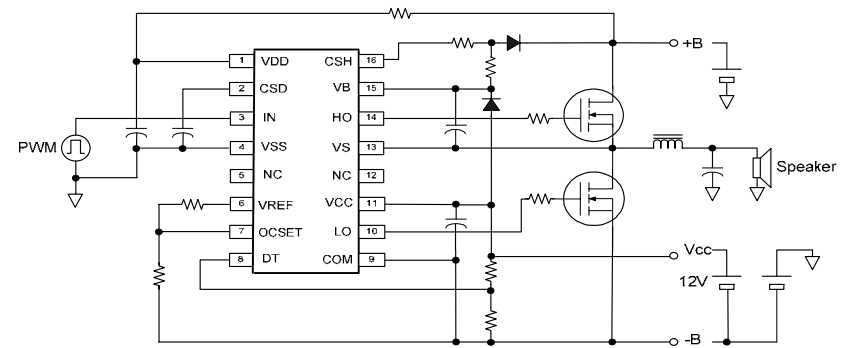 +B
1 VDD CSH 16
2 CSD VB 15
3 IN HO 14
PWM 4 VSS VS 13
Speaker
5 NC NC 12
6 VREF VCC 11
7 OCSET LO 10
8 DT COM 9
Vcc
12V
-B